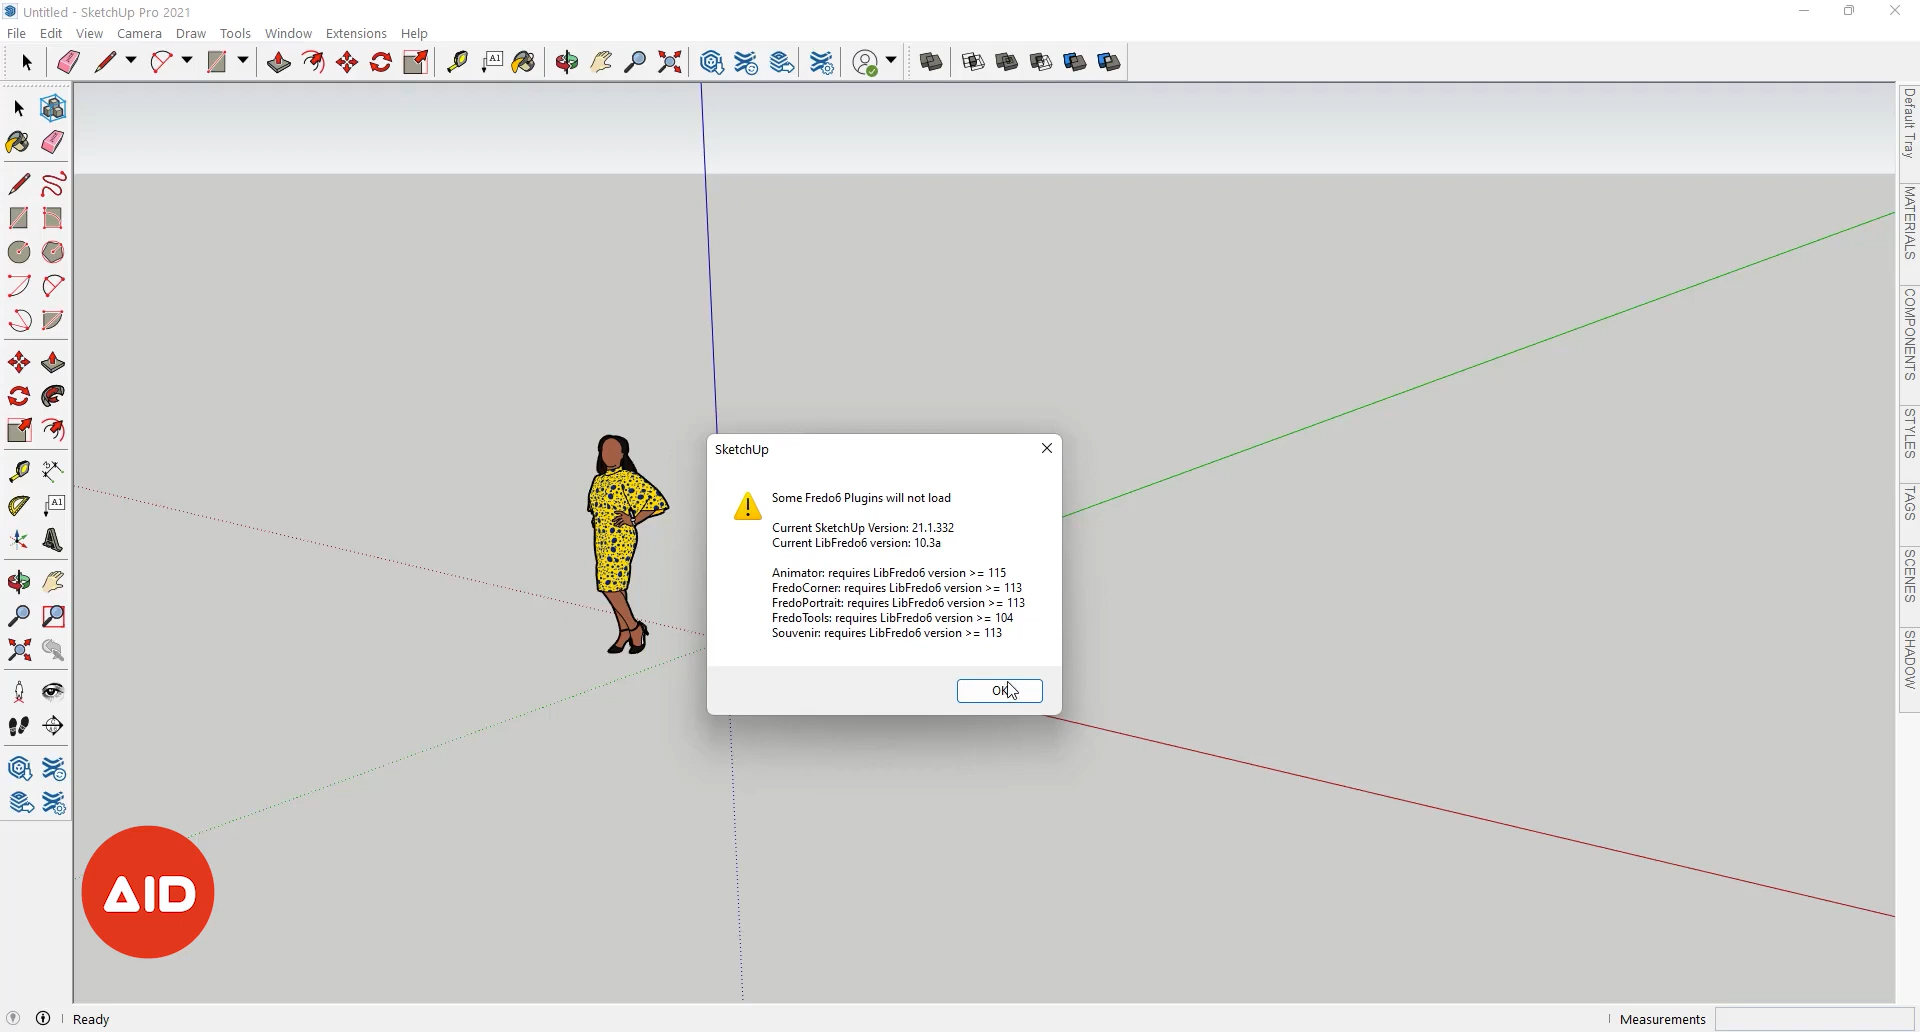 Untitled - SketchUp Pro 2021
File Edit View Camera Draw Tools Window Extensions Help
A1
Default Tray
MATERIALS
COMPONENTS
STYLES
TAGS
SCENES
SHADOW
A1
SketchUp
Some Fredo6 Plugins will not load
Current SketchUp Version: 21.1.332
Current LibFredo6 version: 10.3a
Animator: requires LibFredo6 version >= 115
FredoCorner: requires LibFredo6 version >= 113
FredoPortrait: requires LibFredo6 version >= 113
FredoTools: requires LibFredo6 version >= 104
Souvenir: requires LibFredo6 version >= 113
OK
AID
Ready
Measurements